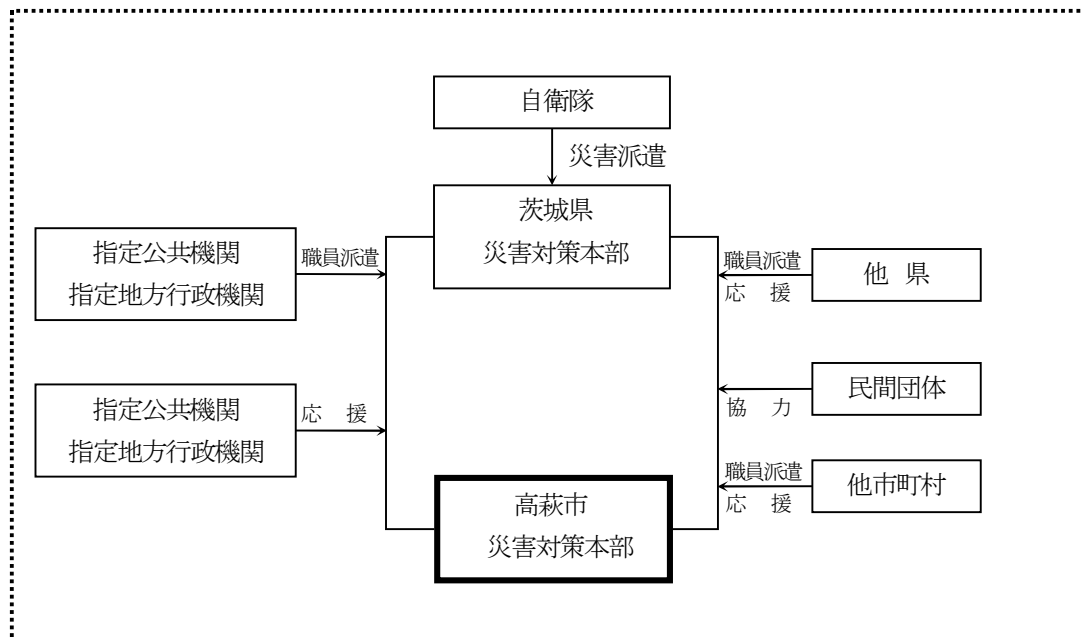 自衛隊
災害派遣
茨城県
災害対策本部
指定公共機関
指定地方行政機関
職員派遣
職員派遣
応　援
他　県
指定公共機関
指定地方行政機関
応　援
民間団体
協　力
職員派遣
応　援
他市町村
高萩市
災害対策本部